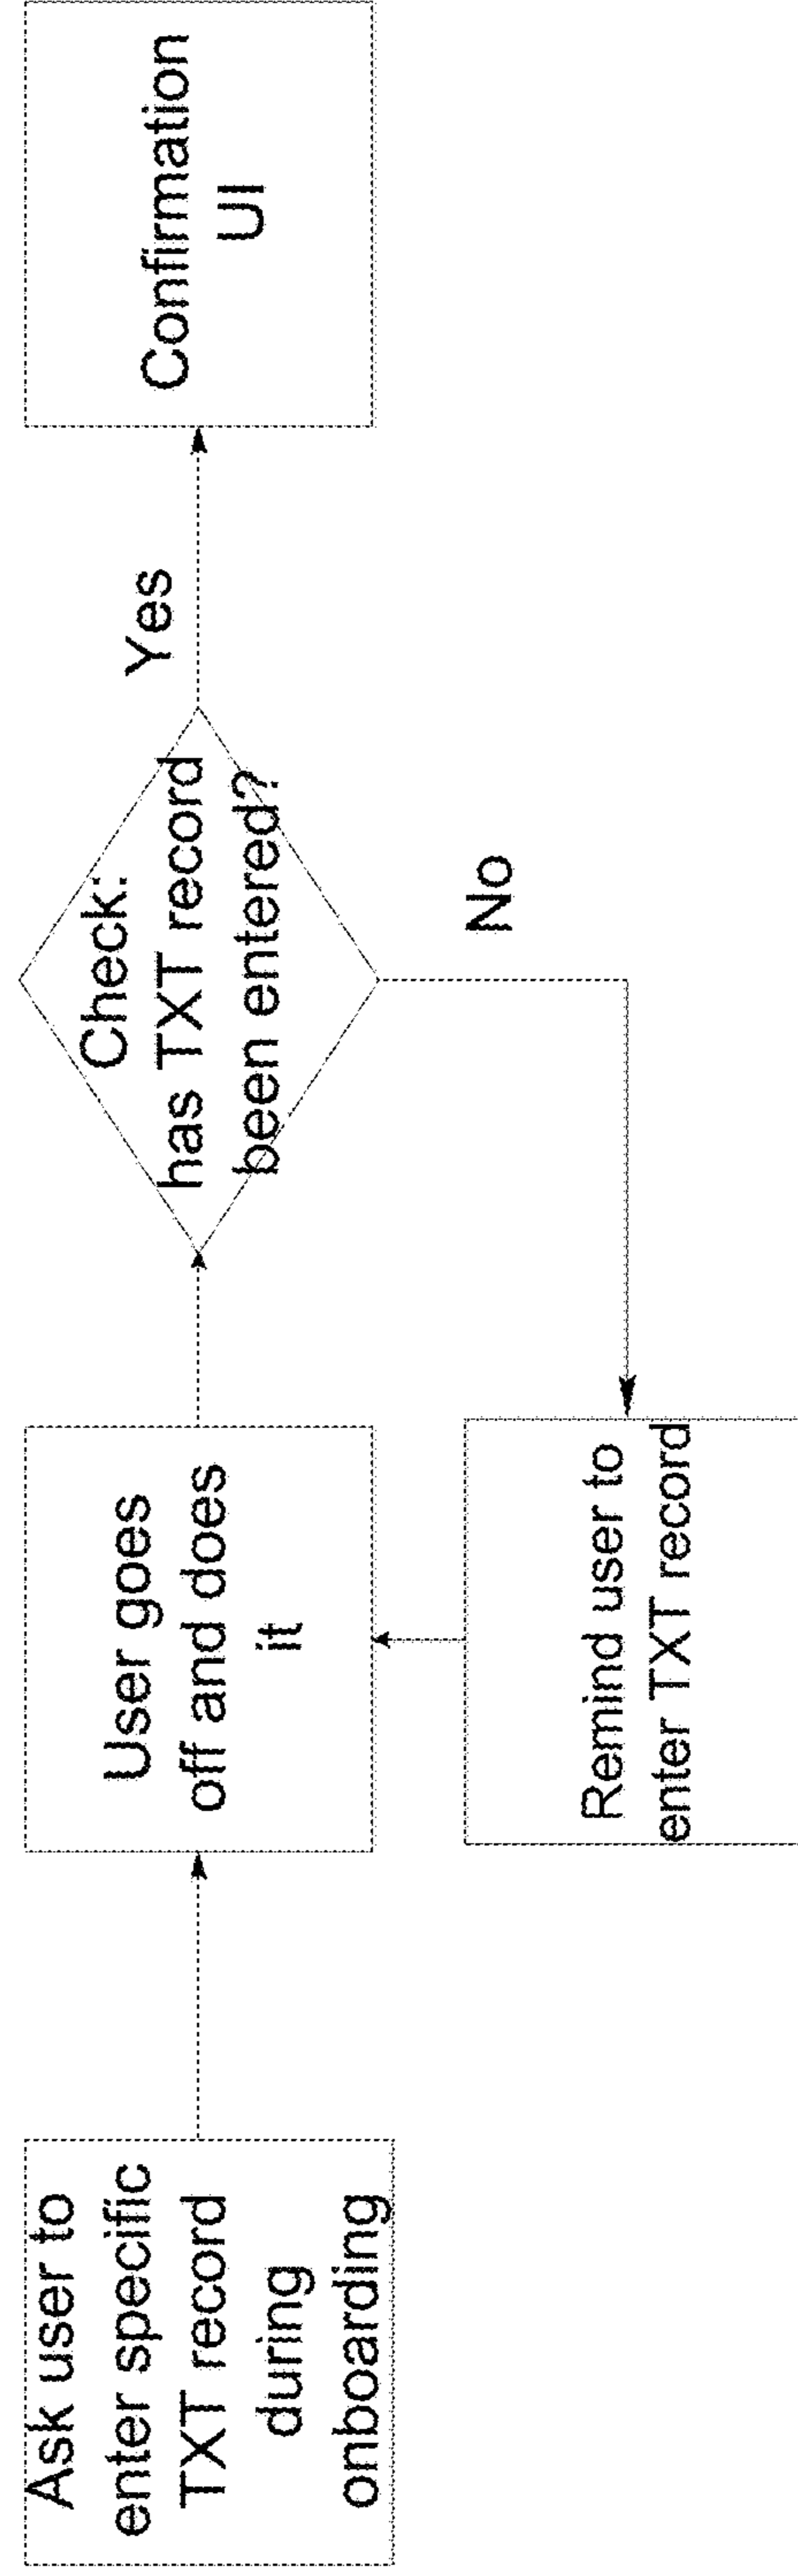 Ask user to
enter specific
TXT record
during
onboarding
User goes
off and does
it
Check:
has TXT record
been entered?
Yes
Confirmation
UI
No
Remind user to
enter TXT record